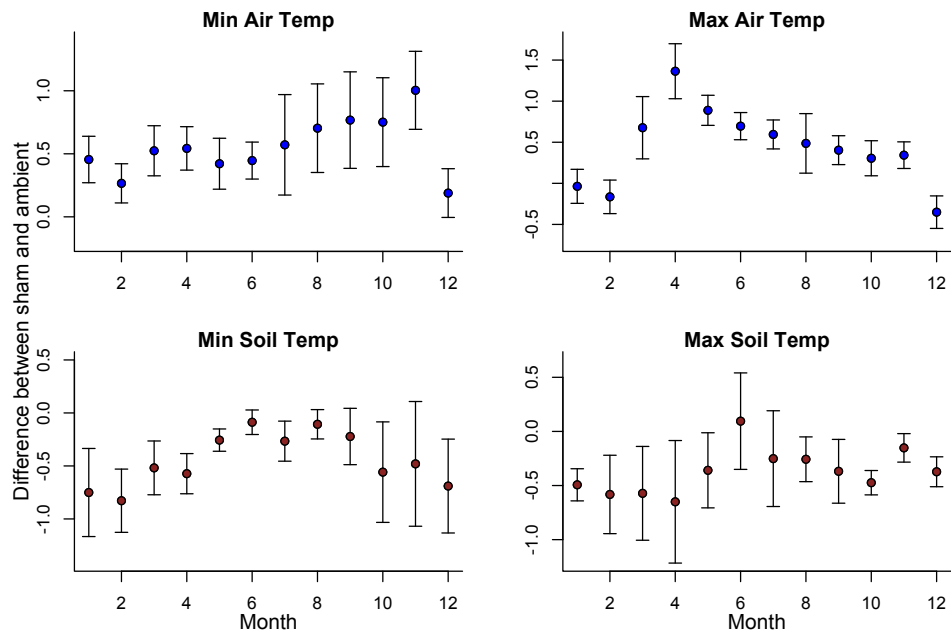 Difference between sham and ambient
Min Air Temp
1.0
0.5
0.0
2 4 6 8 10 12
Max Air Temp
1.5
1.0
0.5
-0.5
2 4 6 8 10 12
Min Soil Temp
0.5
0.0
-0.5
-1.0
2 4 6 8 10 12
Month
Max Soil Temp
0.5
0.0
-0.5
-1.0
2 4 6 8 10 12
Month